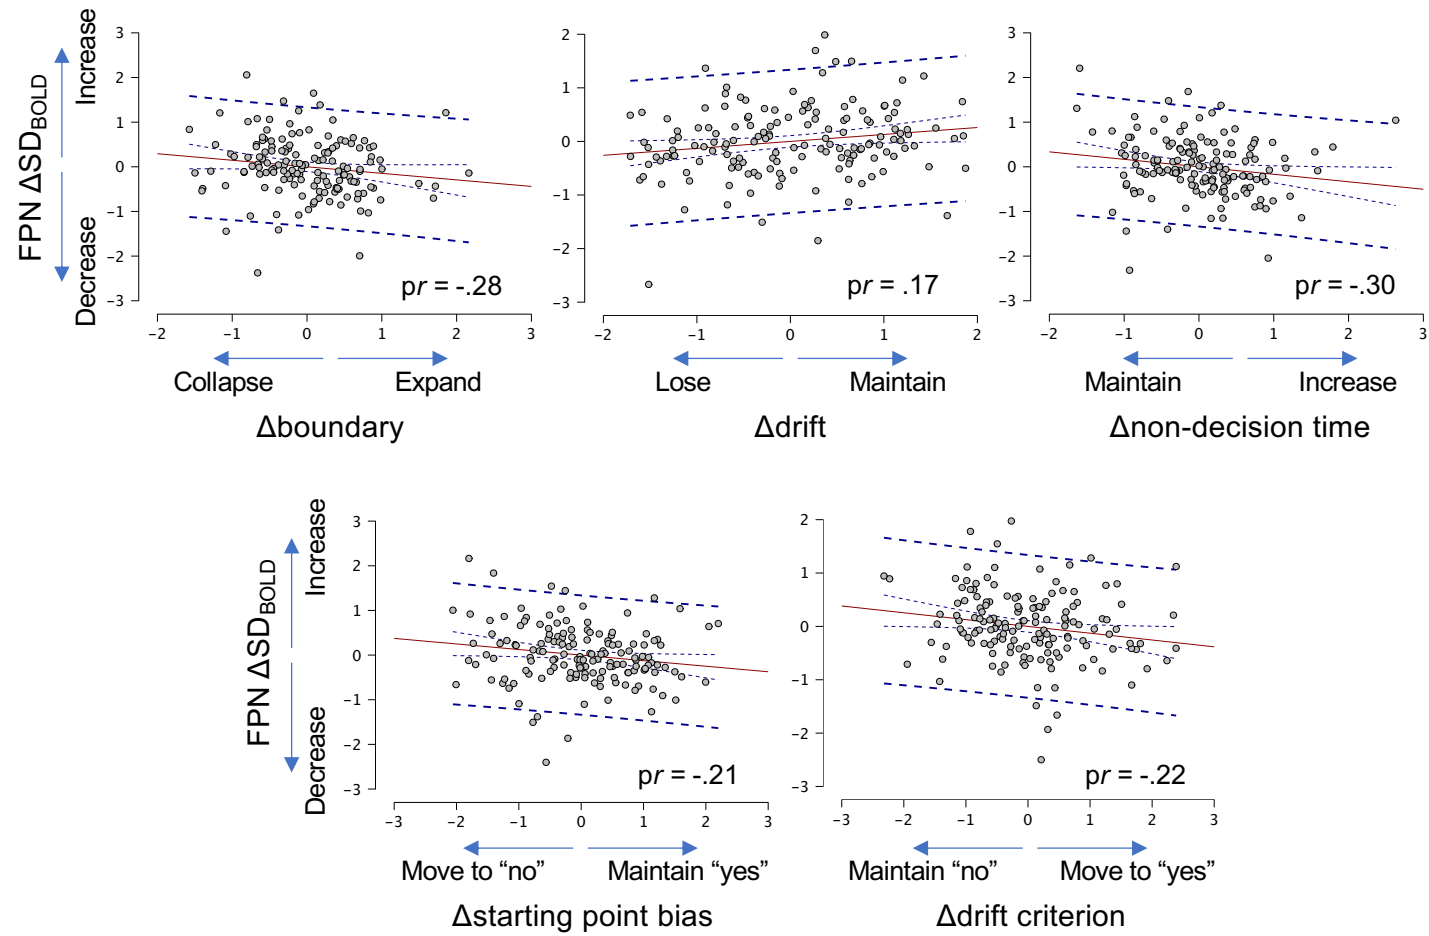 FPN ΔSDBOLD
Decrease
Increase
3
2
1
0
−1
−2
−3
pr = -.28
−2
−1
0
1
2
3
Collapse
Expand
Δboundary
2
1
0
−1
−2
−3
pr = .17
−2
−1
0
1
2
Lose
Maintain
Δdrift
3
2
1
0
−1
−2
−3
pr = -.30
−2
−1
0
1
2
3
Maintain
Increase
Δnon-decision time
FPN ΔSDBOLD
Decrease
Increase
3
2
1
0
−1
−2
−3
pr = -.21
−3
−2
−1
0
1
2
3
Move to “no”
Maintain “yes”
Δstarting point bias
2
1
0
−1
−2
−3
pr = -.22
−3
−2
−1
0
1
2
3
Maintain “no”
Move to “yes”
Δdrift criterion